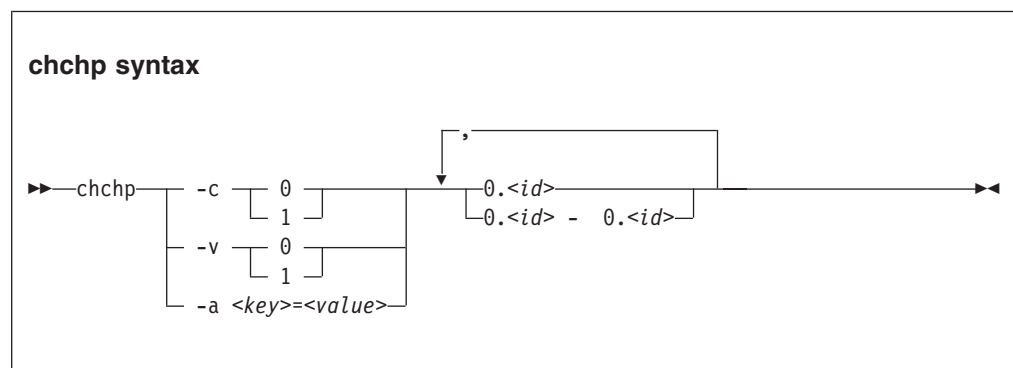 chchp syntax
,
chchp -c 0 0.<id>
1 0.<id> - 0.<id>
-v 0
1
-a <key>=<value>